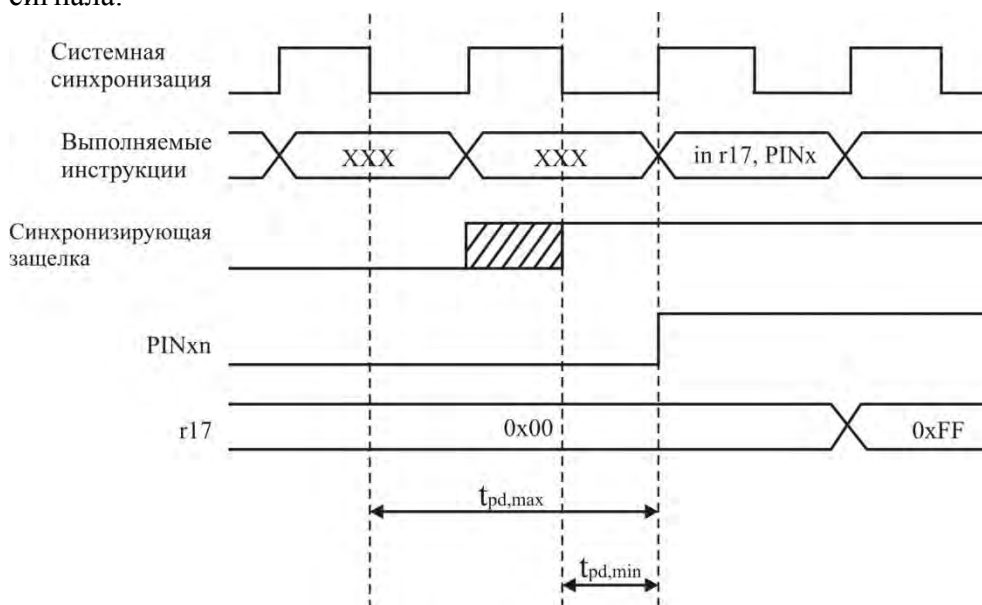 сигнала.
Системная
синхронизация
Выполняемые
инструкции
XXX
XXX
in r17, PINx
Синхронизирующая
защелка
PINxn
r17
0x00
0xFF
tpd,max
tpd,min